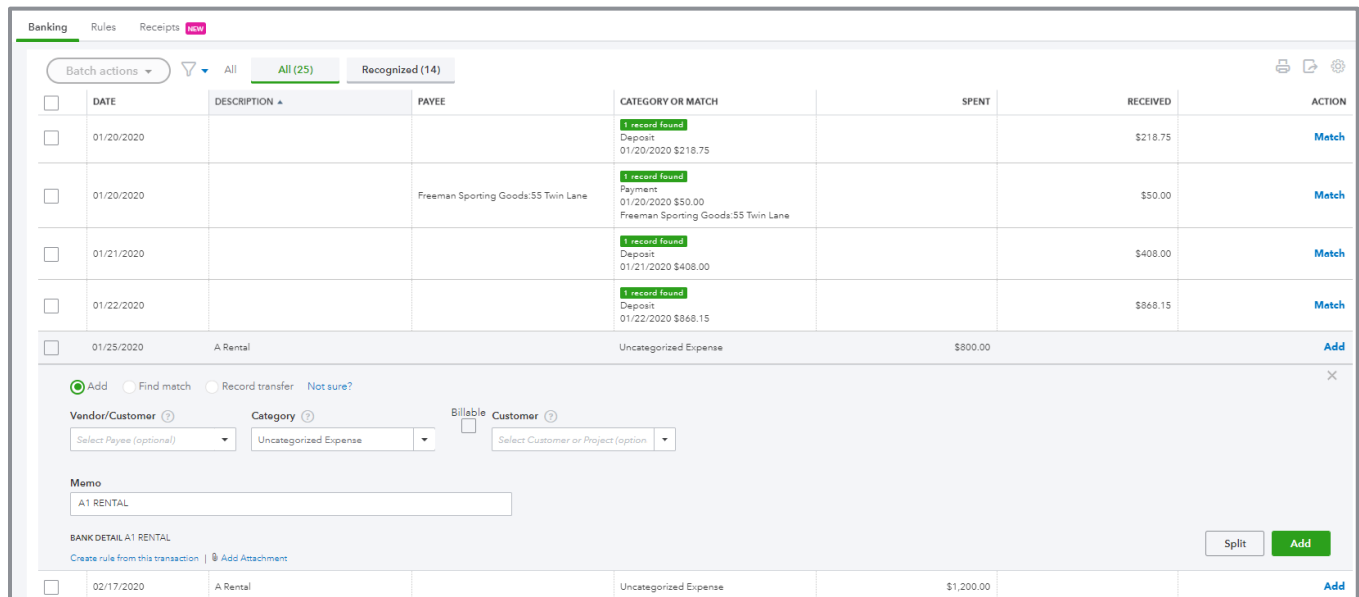 Banking Rules Receipts NEW
Batch actions All All (25) Recognized (14)
DATE DESCRIPTION PAYEE CATEGORY OR MATCH SPENT RECEIVED ACTION
1 record found
01/20/2020 Deposit $218.75 Match
01/20/2020 $218.75
1 record found
Payment
01/20/2020 Freeman Sporting Goods:55 Twin Lane 01/20/2020 $50.00 $50.00 Match
Freeman Sporting Goods:55 Twin Lane
1 record found
01/21/2020 Deposit $408.00 Match
01/21/2020 $408.00
1 record found
01/22/2020 Deposit $868.15 Match
01/22/2020 $868.15
01/25/2020 A Rental Uncategorized Expense $800.00 Add
Add Find match Record transfer Not sure?
Vendor/Customer ? Category ? Billable Customer ?
Select Payee (optional) Uncategorized Expense Select Customer or Project (option
Memo
A1 RENTAL
BANK DETAIL A1 RENTAL
Split Add
Create rule from this transaction | Add Attachment
02/17/2020 A Rental Uncategorized Expense $1,200.00 Add